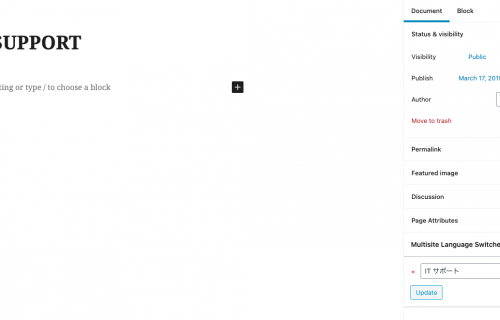 SUPPORT
ting or type / to choose a block
Document Block
Status & visibility
Visibility Public
Publish March 17, 201
Author
Move to trash
Permalink
Featured image
Discussion
Page Attributes
Multisite Language Switche
IT サポート
Update